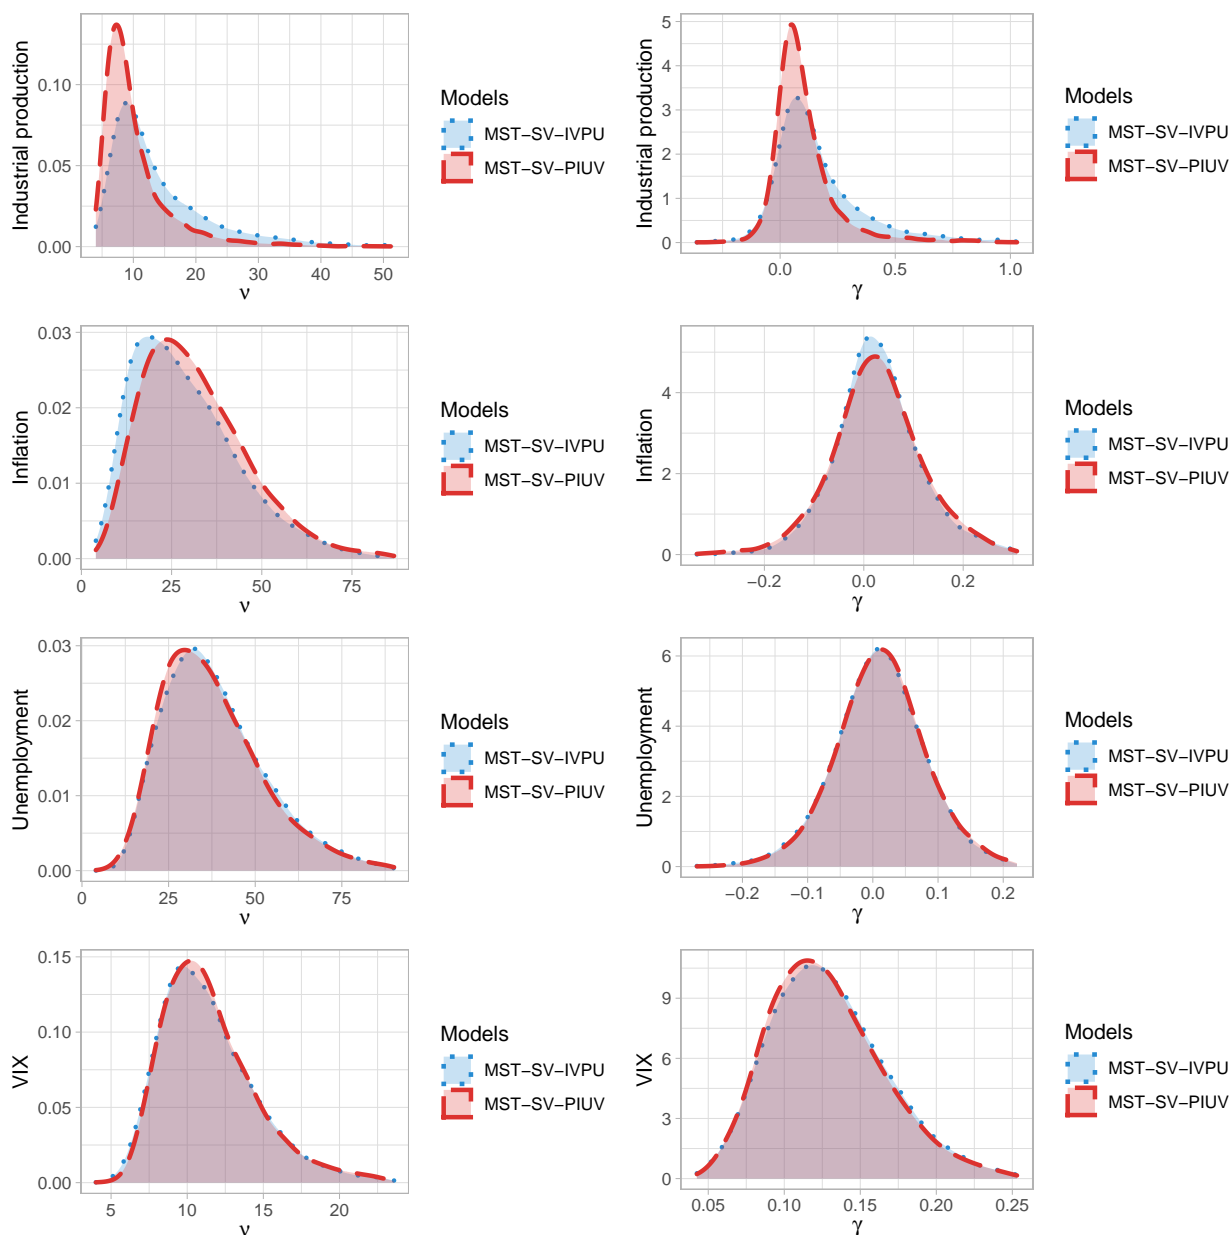 Industrial production
0.10
0.05
0.00
10
20
30
40
50
ν
Models
MST−SV−IVPU
MST−SV−PIUV
Industrial production
5
4
3
2
1
0
0.0
0.5
1.0
γ
Models
MST−SV−IVPU
MST−SV−PIUV
Inflation
0.03
0.02
0.01
0.00
0
25
50
75
ν
Models
MST−SV−IVPU
MST−SV−PIUV
Inflation
4
2
0
−0.2
0.0
0.2
γ
Models
MST−SV−IVPU
MST−SV−PIUV
Unemployment
0.03
0.02
0.01
0.00
0
25
50
75
ν
Models
MST−SV−IVPU
MST−SV−PIUV
Unemployment
6
4
2
0
−0.2
−0.1
0.0
0.1
0.2
γ
Models
MST−SV−IVPU
MST−SV−PIUV
VIX
0.15
0.10
0.05
0.00
5
10
15
20
ν
Models
MST−SV−IVPU
MST−SV−PIUV
VIX
9
6
3
0
0.05
0.10
0.15
0.20
0.25
γ
Models
MST−SV−IVPU
MST−SV−PIUV